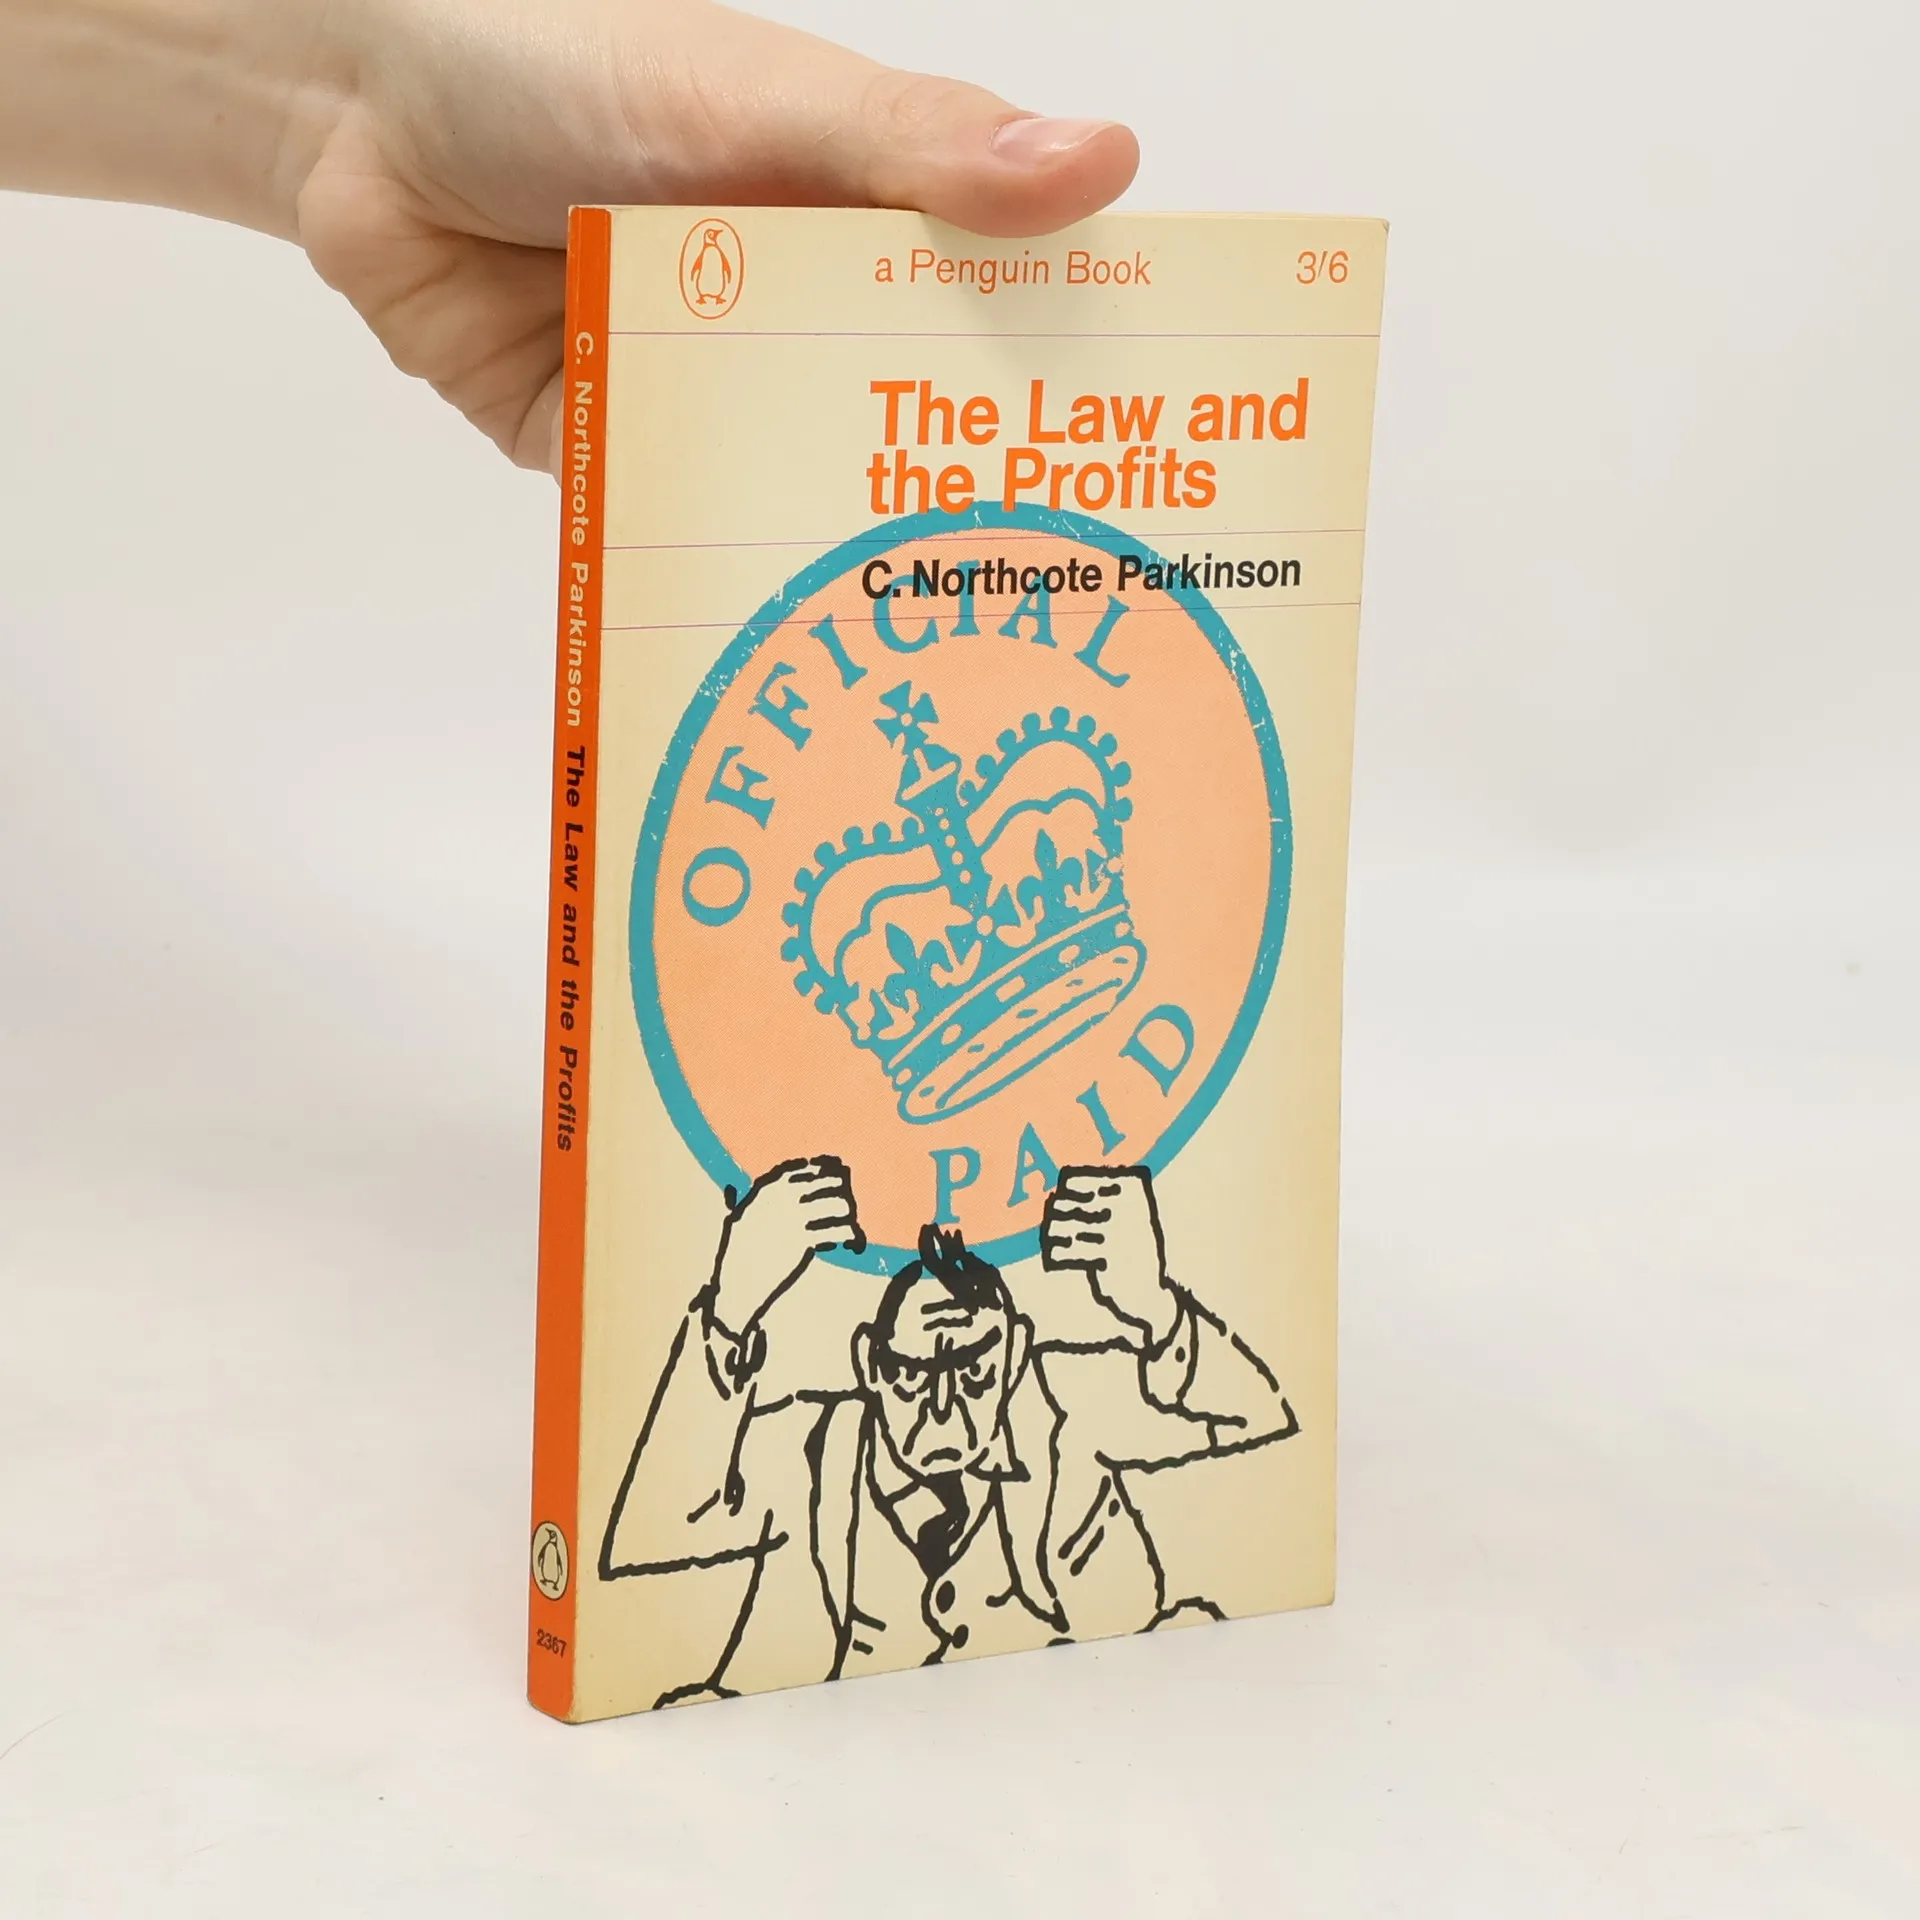 a Penguin Book 3/6
The Law and
the Profits
C. Northcote Parkinson
OFFICIAL
PAID
C. Northcote Parkinson The Law and the Profits
2367